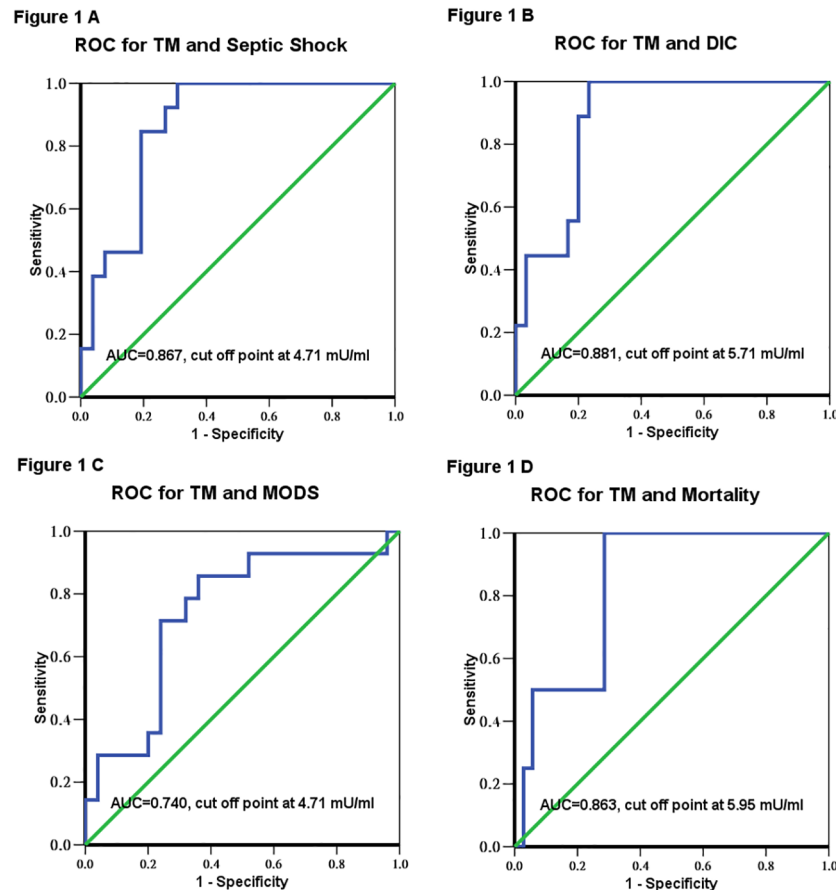 Figure 1 A
ROC for TM and Septic Shock
1.0
0.8
0.6
0.4
0.2
0.0
Sensitivity
AUC=0.867, cut off point at 4.71 mU/ml
0.0 0.2 0.4 0.6 0.8 1.0
1 - Specificity
Figure 1 B
ROC for TM and DIC
1.0
0.8
0.6
0.4
0.2
0.0
Sensitivity
AUC=0.881, cut off point at 5.71 mU/ml
0.0 0.2 0.4 0.6 0.8 1.0
1 - Specificity
Figure 1 C
ROC for TM and MODS
1.0
0.8
0.6
0.4
0.2
0.0
Sensitivity
AUC=0.740, cut off point at 4.71 mU/ml
0.0 0.2 0.4 0.6 0.8 1.0
1 - Specificity
Figure 1 D
ROC for TM and Mortality
1.0
0.8
0.6
0.4
0.2
0.0
Sensitivity
AUC=0.863, cut off point at 5.95 mU/ml
0.0 0.2 0.4 0.6 0.8 1.0
1 - Specificity